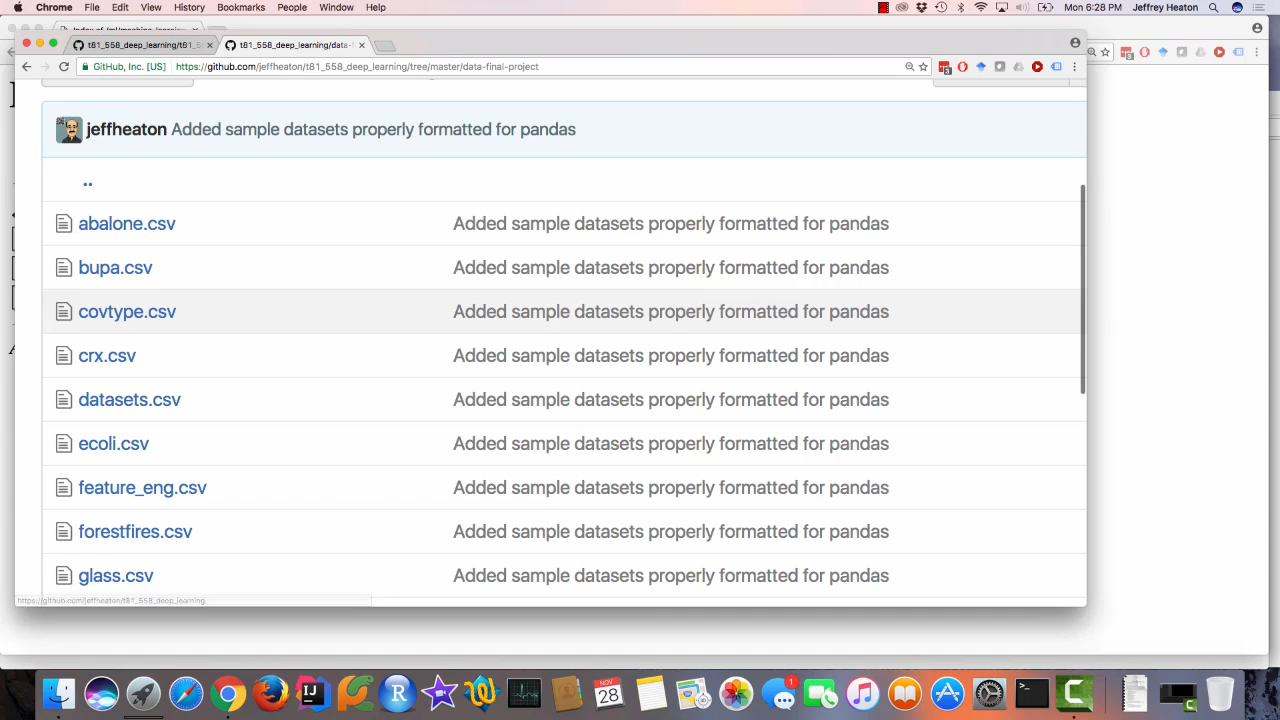 Chrome File Edit View History Bookmarks People Window Help Mon 6:28 PM Jeffrey Heaton
t81_558_deep_learning/t81_5 t81_558_deep_learning/data-
GitHub, Inc. [US] https://github.com/jeffheaton/t81_558_deep_learning/tree/master/data-final-project
jeffheaton Added sample datasets properly formatted for pandas
..
abalone.csv Added sample datasets properly formatted for pandas
bupa.csv Added sample datasets properly formatted for pandas
covtype.csv Added sample datasets properly formatted for pandas
crx.csv Added sample datasets properly formatted for pandas
datasets.csv Added sample datasets properly formatted for pandas
ecoli.csv Added sample datasets properly formatted for pandas
feature_eng.csv Added sample datasets properly formatted for pandas
forestfires.csv Added sample datasets properly formatted for pandas
glass.csv Added sample datasets properly formatted for pandas
https://github.com/jeffheaton/t81_558_deep_learning
NOV
28
1